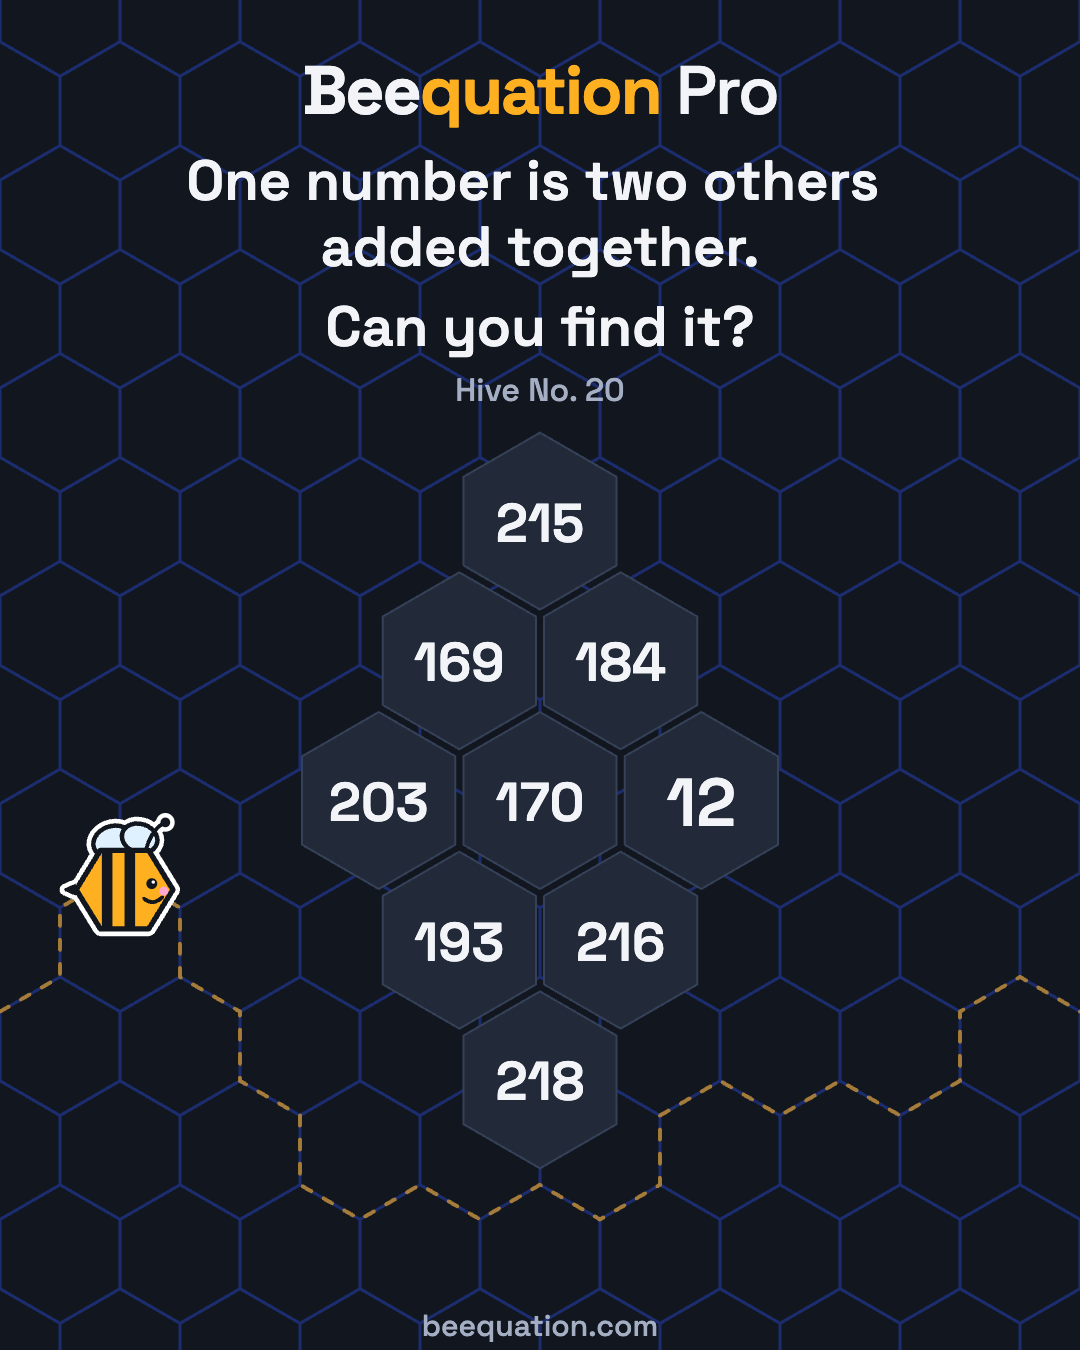 Beequation Pro
One number is two others
added together.
Can you find it?
Hive No. 20
215
169 184
203 170 12
193 216
218
beequation.com